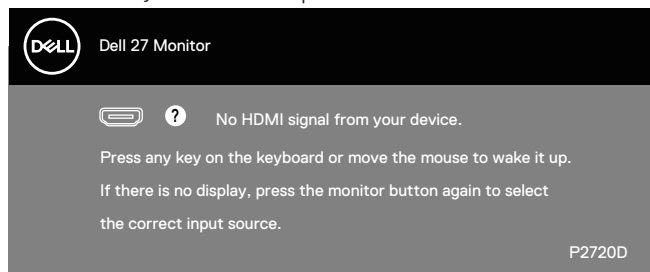 DELL
Dell 27 Monitor
? No HDMI signal from your device.
Press any key on the keyboard or move the mouse to wake it up.
If there is no display, press the monitor button again to select
the correct input source.
P2720D